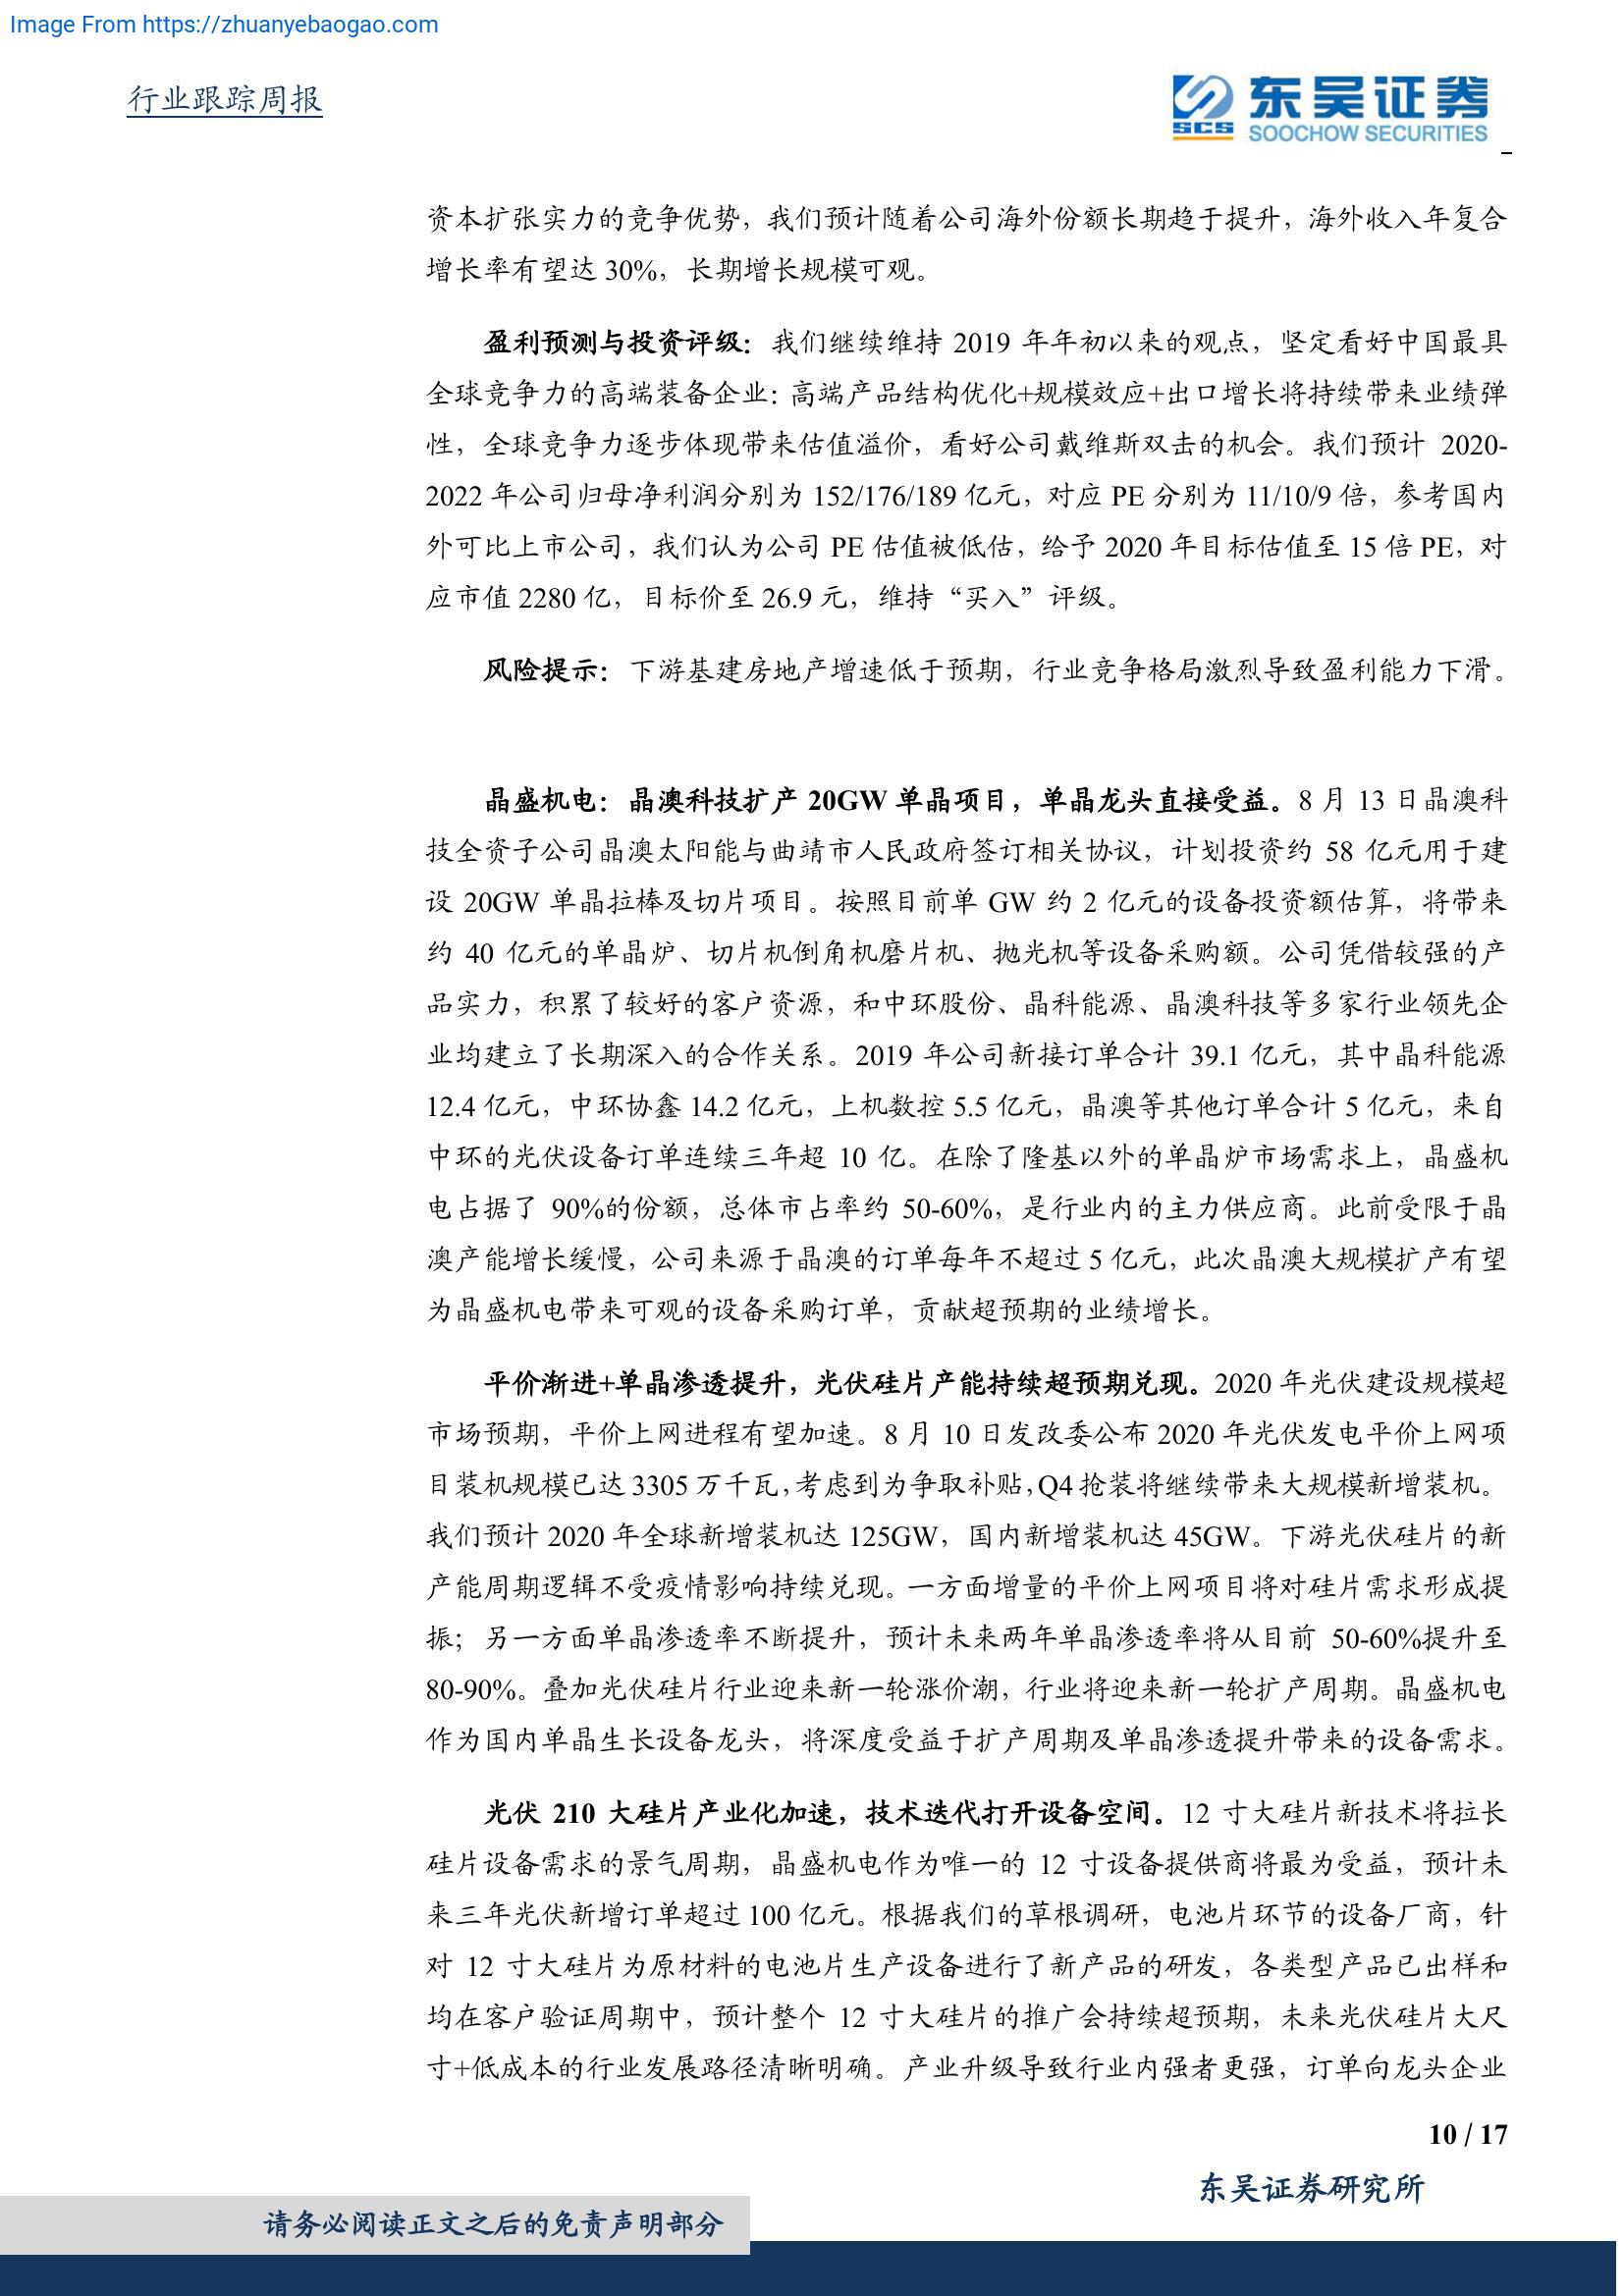 Image From https://zhuanyebaogao.com
行业跟踪周报
东吴证券
SCS
SOOCHOW SECURITIES
资本扩张实力的竞争优势，我们预计随着公司海外份额长期趋于提升，海外收入年复合
增长率有望达 30%，长期增长规模可观。
盈利预测与投资评级：我们继续维持 2019 年年初以来的观点，坚定看好中国最具
全球竞争力的高端装备企业：高端产品结构优化+规模效应+出口增长将持续带来业绩弹
性，全球竞争力逐步体现带来估值溢价，看好公司戴维斯双击的机会。我们预计 2020-
2022 年公司归母净利润分别为 152/176/189 亿元，对应 PE 分别为 11/10/9 倍，参考国内
外可比上市公司，我们认为公司 PE 估值被低估，给予 2020 年目标估值至 15 倍 PE，对
应市值 2280 亿，目标价至 26.9 元，维持“买入”评级。
风险提示：下游基建房地产增速低于预期，行业竞争格局激烈导致盈利能力下滑。
晶盛机电：晶澳科技扩产 20GW 单晶项目，单晶龙头直接受益。8 月 13 日晶澳科
技全资子公司晶澳太阳能与曲靖市人民政府签订相关协议，计划投资约 58 亿元用于建
设 20GW 单晶拉棒及切片项目。按照目前单 GW 约 2 亿元的设备投资额估算，将带来
约 40 亿元的单晶炉、切片机倒角机磨片机、抛光机等设备采购额。公司凭借较强的产
品实力，积累了较好的客户资源，和中环股份、晶科能源、晶澳科技等多家行业领先企
业均建立了长期深入的合作关系。2019 年公司新接订单合计 39.1 亿元，其中晶科能源
12.4 亿元，中环协鑫 14.2 亿元，上机数控 5.5 亿元，晶澳等其他订单合计 5 亿元，来自
中环的光伏设备订单连续三年超 10 亿。在除了隆基以外的单晶炉市场需求上，晶盛机
电占据了 90%的份额，总体市占率约 50-60%，是行业内的主力供应商。此前受限于晶
澳产能增长缓慢，公司来源于晶澳的订单每年不超过 5 亿元，此次晶澳大规模扩产有望
为晶盛机电带来可观的设备采购订单，贡献超预期的业绩增长。
平价渐进+单晶渗透提升，光伏硅片产能持续超预期兑现。2020 年光伏建设规模超
市场预期，平价上网进程有望加速。8 月 10 日发改委公布 2020 年光伏发电平价上网项
目装机规模已达 3305 万千瓦，考虑到为争取补贴，Q4 抢装将继续带来大规模新增装机。
我们预计 2020 年全球新增装机达 125GW，国内新增装机达 45GW。下游光伏硅片的新
产能周期逻辑不受疫情影响持续兑现。一方面增量的平价上网项目将对硅片需求形成提
振；另一方面单晶渗透率不断提升，预计未来两年单晶渗透率将从目前 50-60%提升至
80-90%。叠加光伏硅片行业迎来新一轮涨价潮，行业将迎来新一轮扩产周期。晶盛机电
作为国内单晶生长设备龙头，将深度受益于扩产周期及单晶渗透提升带来的设备需求。
光伏 210 大硅片产业化加速，技术迭代打开设备空间。12 寸大硅片新技术将拉长
硅片设备需求的景气周期，晶盛机电作为唯一的 12 寸设备提供商将最为受益，预计未
来三年光伏新增订单超过 100 亿元。根据我们的草根调研，电池片环节的设备厂商，针
对 12 寸大硅片为原材料的电池片生产设备进行了新产品的研发，各类型产品已出样和
均在客户验证周期中，预计整个 12 寸大硅片的推广会持续超预期，未来光伏硅片大尺
寸+低成本的行业发展路径清晰明确。产业升级导致行业内强者更强，订单向龙头企业
10 / 17
东吴证券研究所
请务必阅读正文之后的免责声明部分